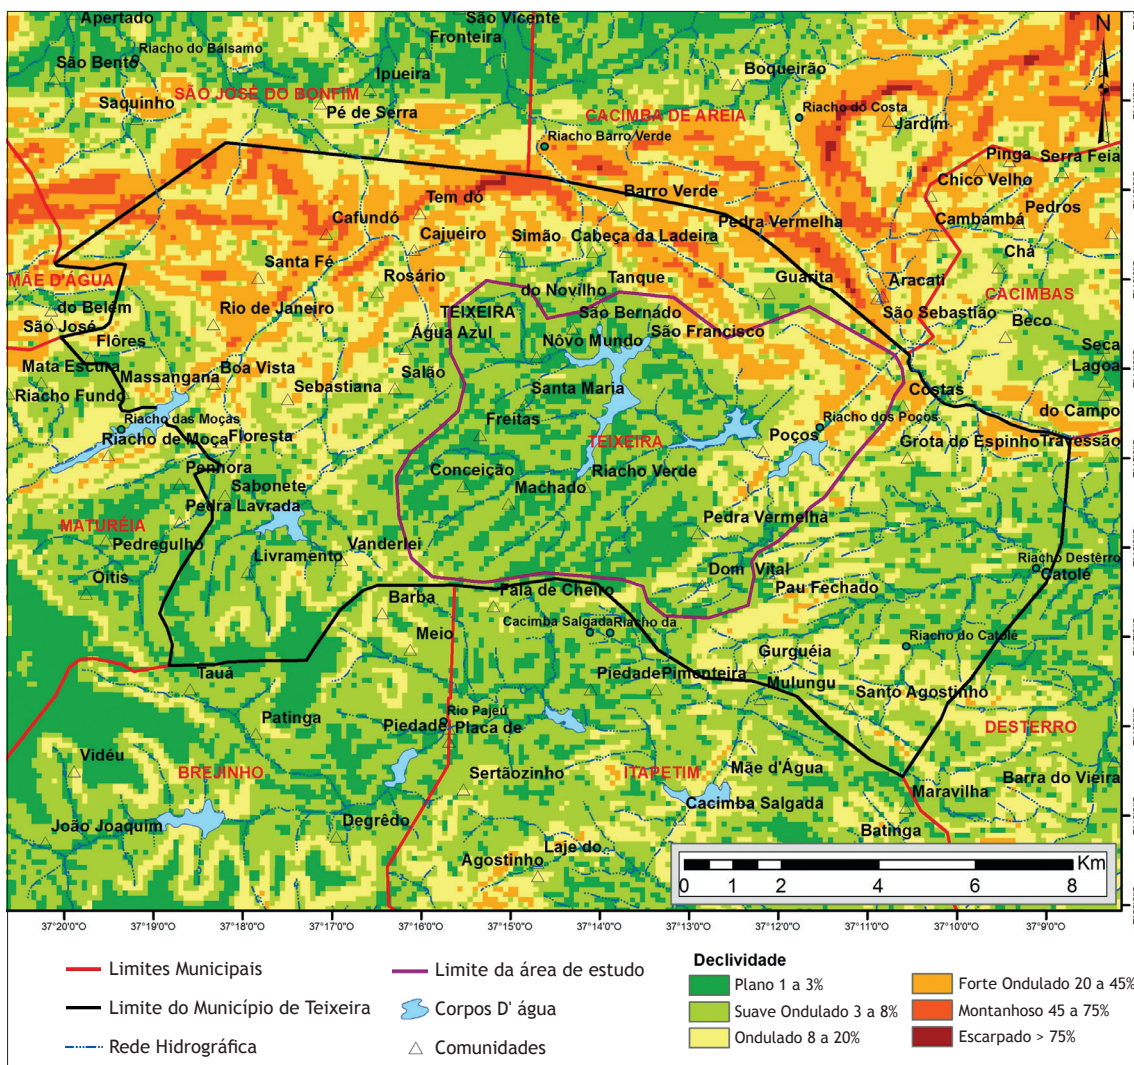 Apertado
São Vicente
Fronteira
N
Riacho do Bálsamo
São Bento
Ipueira
Boqueirão
Saquinho
SÃO JOSÉ DO BONFIM
Pé de Serra
CACIMBA DE AREIA
Riacho do Costa
Jardim
Riacho Barro Verde
Pinga
Serra Feia
Chico Velho
Tem dó
Barro Verde
Pedros
Cafundó
Pedra Vermelha
Cambambá
Cajueiro
Simão
Cabeça da Ladeira
Chã
Santa Fé
MÃE D'ÁGUA
Rosário
Tanque
Guarita
Aracati
do Belém
Rio de Janeiro
do Novilho
CACIMBAS
TEIXEIRA
São Bernádo
São Sebastião
São José
Água Azul
São Francisco
Beco
Flôres
Nôvo Mundo
Seca
Mata Escura
Boa Vista
Salão
Lagoa
Massangana
Sebastiana
Santa Maria
Costas
Riacho Fundo
Freitas
do Campo
Riacho das Moças
Riacho dos Poços
Riacho de Moça
Floresta
TEIXEIRA
Poços
Grota do Espinho
Travessão
Penhora
Conceição
Riacho Verde
Sabonete
Machado
Pedra Lavrada
Pedra Vermelha
MATURÉIA
Pedregulho
Vanderlei
Livramento
Riacho Destêrro
Oitis
Dom Vital
Catolé
Barba
Pala de Cheiro
Pau Fechado
Cacimba Salgada
Riacho da
Meio
Riacho do Catolé
Gurguéia
Tauá
Piedade
Pimenteira
Mulungu
Santo Agostinho
Patinga
Rio Pajeú
Piedade
Placa de
DESTERRO
Vidéu
BREJINHO
Sertãozinho
ITAPETIM
Mãe d'Água
Barra do Vieira
Maravilha
João Joaquim
Degrêdo
Cacimba Salgada
Batinga
Agostinho
Laje do
Km
0 1 2 4 6 8
37°20'0"O 37°19'0"O 37°18'0"O 37°17'0"O 37°16'0"O 37°15'0"O 37°14'0"O 37°13'0"O 37°12'0"O 37°11'0"O 37°10'0"O 37°9'0"O
Limites Municipais
Limite do Município de Teixeira
Rede Hidrográfica
Limite da área de estudo
Corpos D' água
Comunidades
Declividade
Plano 1 a 3%
Suave Ondulado 3 a 8%
Ondulado 8 a 20%
Forte Ondulado 20 a 45%
Montanhoso 45 a 75%
Escarpado > 75%